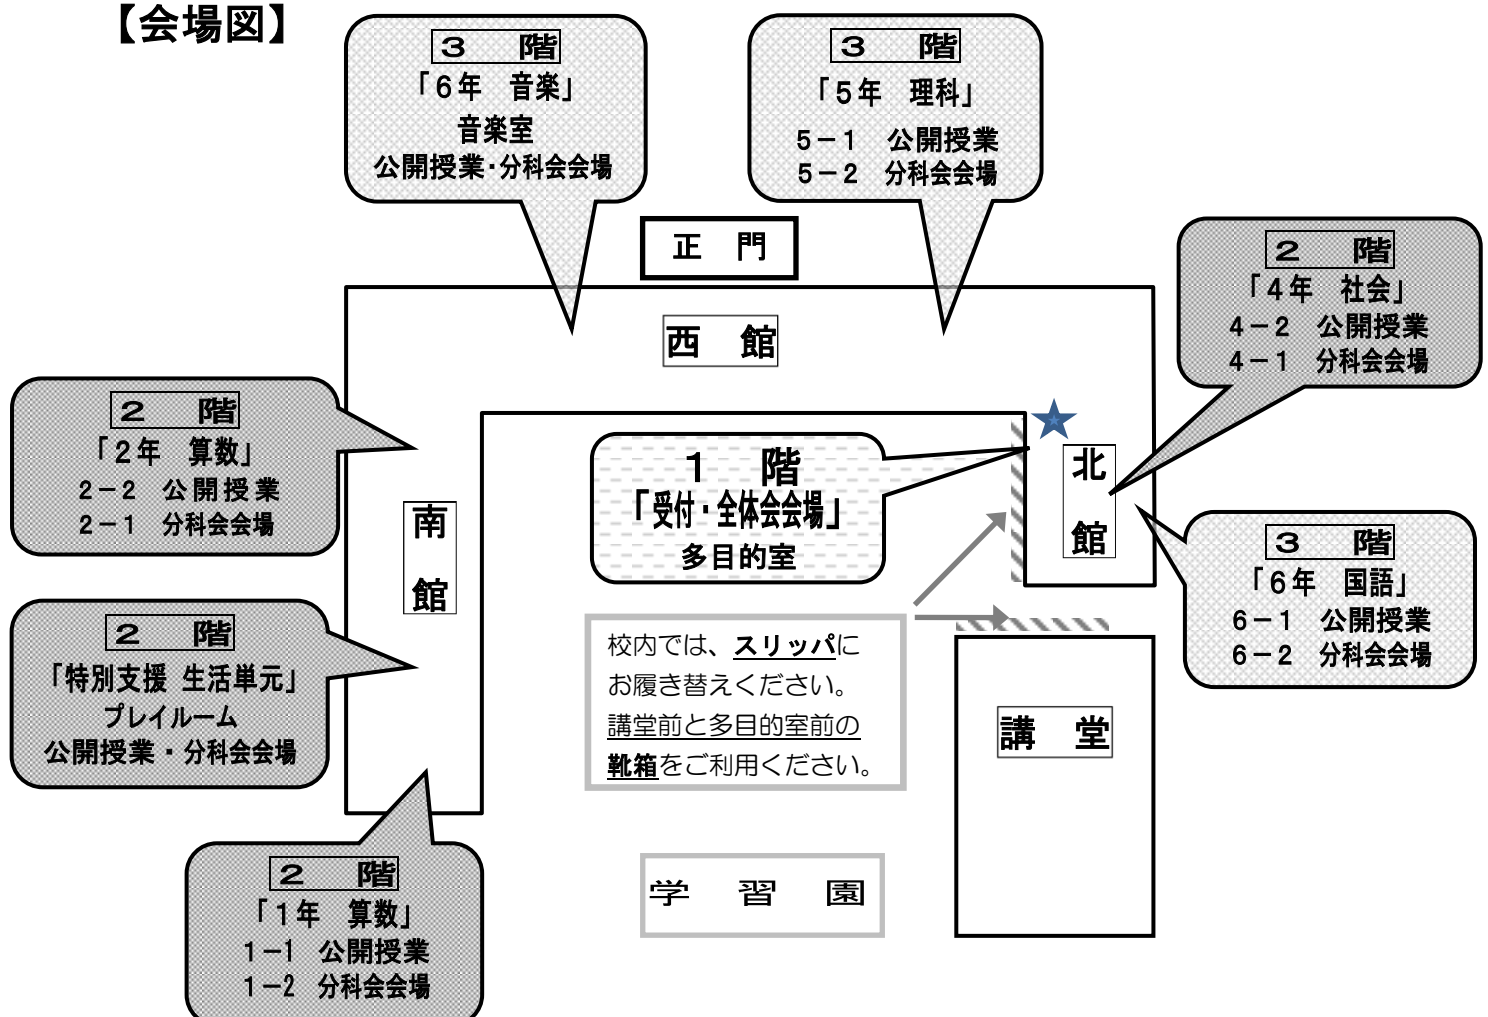 【会場図】
３　階
「６年　音楽」
音楽室
公開授業・分科会会場
３　階
「５年　理科」
５－１　公開授業
５－２　分科会会場
正　門
２　階
「４年　社会」
４－２　公開授業
４－１　分科会会場
西　館
２　階
「２年　算数」
２－２　公開授業
２－１　分科会会場
１　階
「受付・全体会会場」
多目的室
北
館
南
館
３　階
「６年　国語」
６－１　公開授業
６－２　分科会会場
２　階
「特別支援 生活単元」
プレイルーム
公開授業・分科会会場
校内では、スリッパに
お履き替えください。
講堂前と多目的室前の
靴箱をご利用ください。
講　堂
２　階
「１年　算数」
１－１　公開授業
１－２　分科会会場
学　習　園